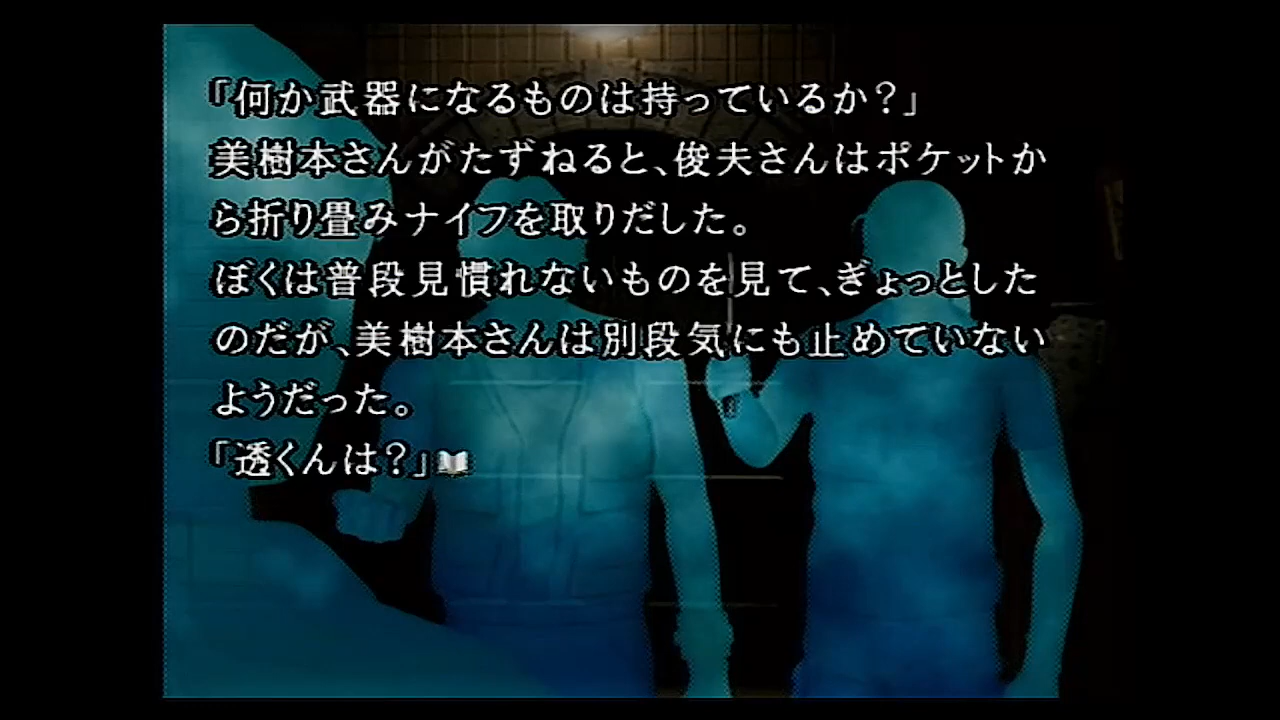 「何か武器になるものは持っているか？」
美樹本さんがたずねると、俊夫さんはポケットか
ら折り畳みナイフを取りだした。
ぼくは普段見慣れないものを見て、ぎょっとした
のだが、美樹本さんは別段気にも止めていない
ようだった。
「透くんは？」